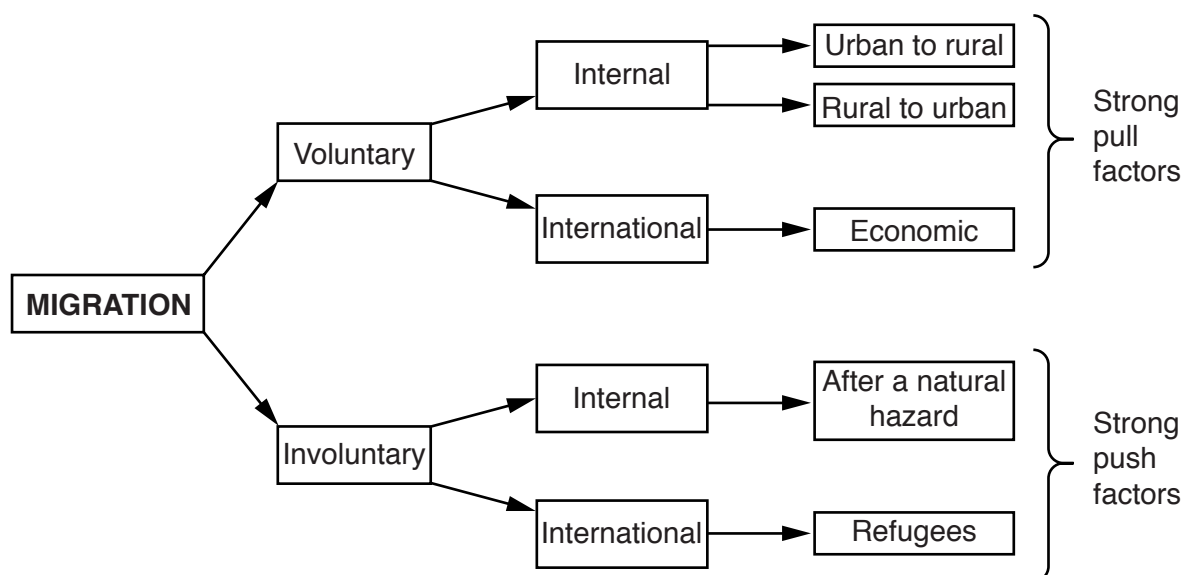 Urban to rural
Internal
Rural to urban
Strong
pull
factors
Voluntary
International
Economic
MIGRATION
After a natural
hazard
Internal
Strong
push
factors
Involuntary
International
Refugees